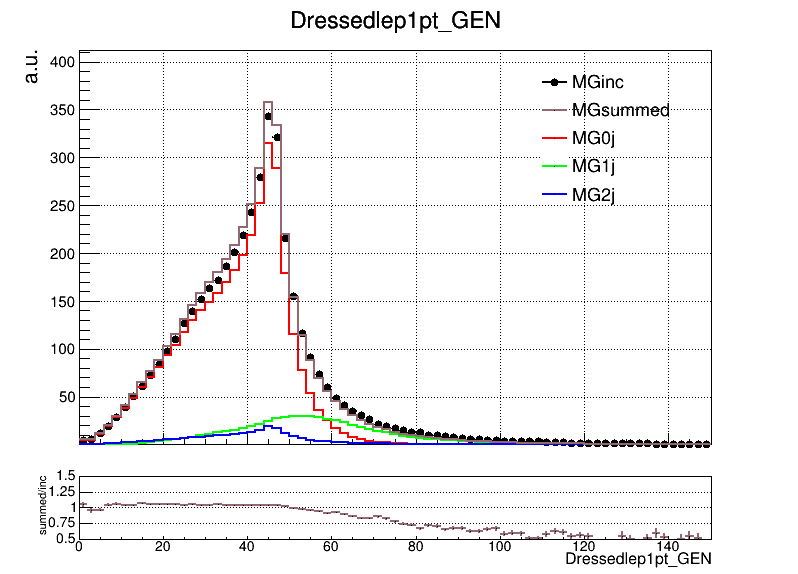 Dressedlep1pt_GEN
a.u.
400
350
300
250
200
150
100
50
MGinc
MGsummed
MG0j
MG1j
MG2j
summed/inc
1.5
1.25
1
0.75
0.5
0 20 40 60 80 100 120 140
Dressedlep1pt_GEN